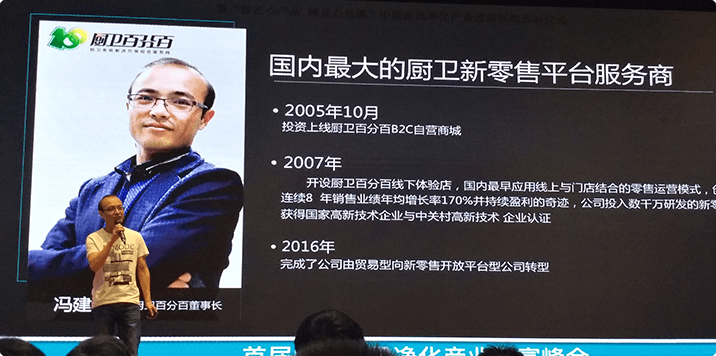 厨卫百分百
国内最大的厨卫新零售平台服务商
• 2005年10月
投资上线厨卫百分百B2C自营商城
• 2007年
开设厨卫百分百线下体验店，国内最早应用线上与门店结合的零售运营模式，
连续8 年销售业绩年均增长率170%并持续盈利的奇迹，公司投入数千万研发的新零
获得国家高新技术企业与中关村高新技术 企业认证
• 2016年
完成了公司由贸易型向新零售开放平台型公司转型
冯建 百分百董事长
首届 净化产业 峰会